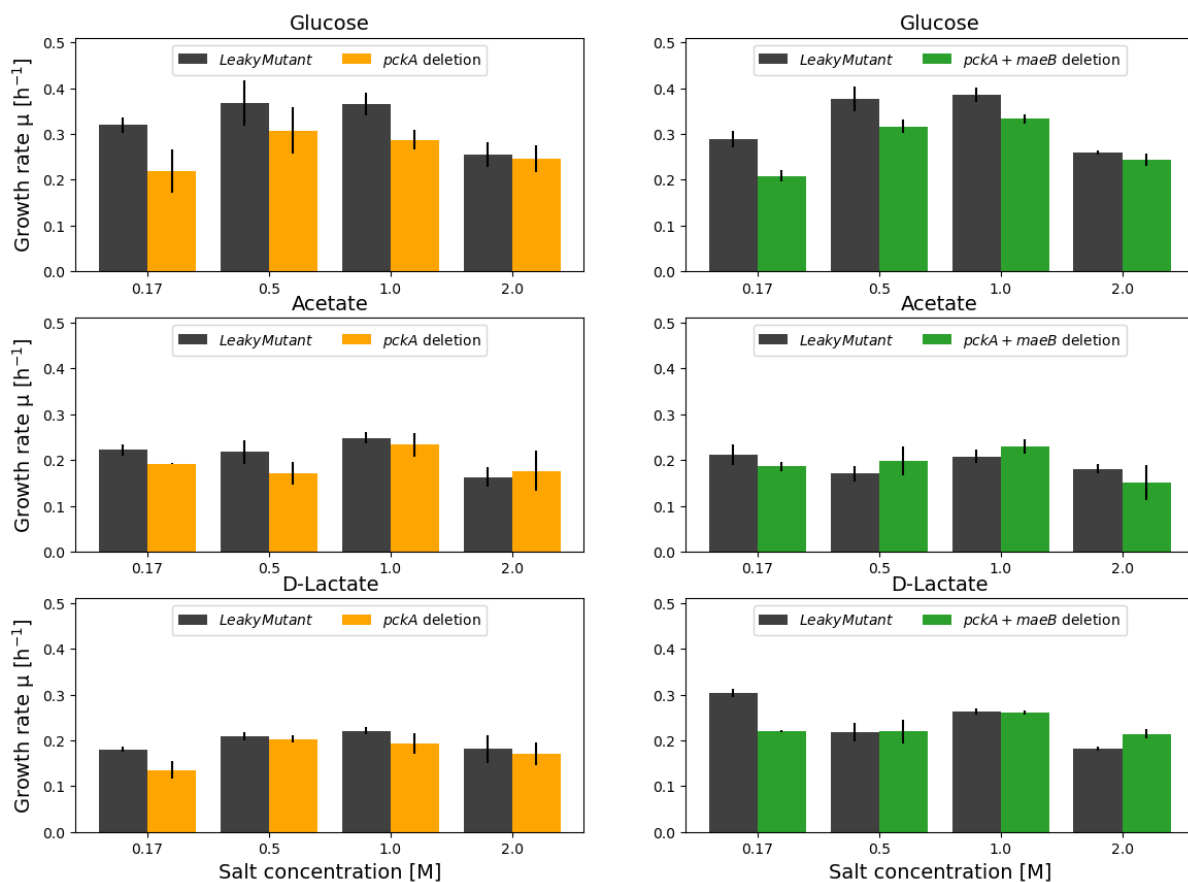 Glucose
Growth rate μ [h⁻¹]
0.5
0.4
0.3
0.2
0.1
0.0
LeakyMutant
pckA deletion
0.17
0.5
1.0
2.0
Glucose
0.5
0.4
0.3
0.2
0.1
0.0
LeakyMutant
pckA + maeB deletion
0.17
0.5
1.0
2.0
Acetate
Growth rate μ [h⁻¹]
0.5
0.4
0.3
0.2
0.1
0.0
LeakyMutant
pckA deletion
0.17
0.5
1.0
2.0
Acetate
0.5
0.4
0.3
0.2
0.1
0.0
LeakyMutant
pckA + maeB deletion
0.17
0.5
1.0
2.0
D-Lactate
Growth rate μ [h⁻¹]
0.5
0.4
0.3
0.2
0.1
0.0
LeakyMutant
pckA deletion
0.17
0.5
1.0
2.0
Salt concentration [M]
D-Lactate
0.5
0.4
0.3
0.2
0.1
0.0
LeakyMutant
pckA + maeB deletion
0.17
0.5
1.0
2.0
Salt concentration [M]